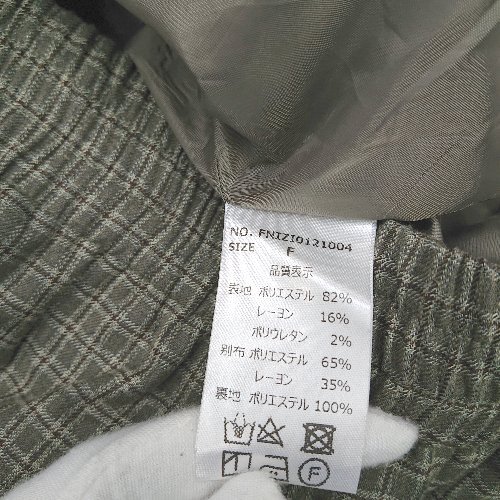 NO. FNIZI0121004
SIZE F
品質表示
表地 ポリエステル 82%
レーヨン 16%
ポリウレタン 2%
別布 ポリエステル 65%
レーヨン 35%
裏地 ポリエステル 100%
F